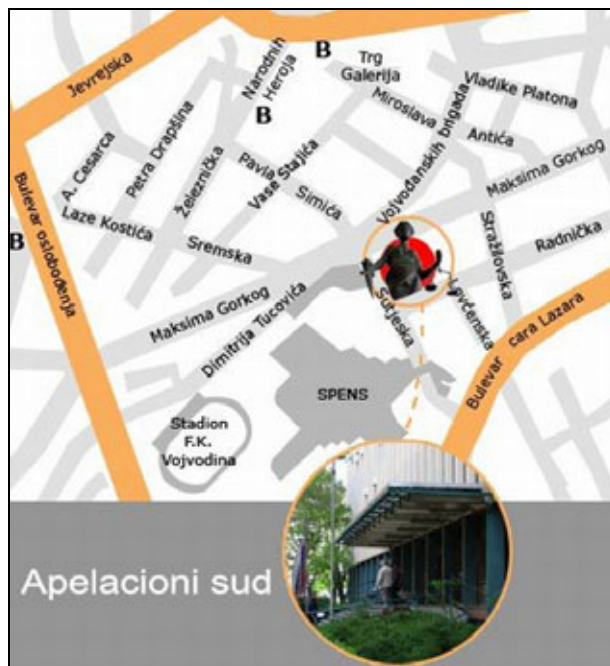 Jevrejska
Narodnih
Heroja
B
Trg
Galerija
Vladike Platona
Miroslava
Antića
B
Petra Drapšina
A. Cesarca
Železnička
Pavla
Simića
Vase Stajića
Vojvođanskih brigada
Maksima Gorkog
Bulevar oslobođenja
B
Laze Kostića
Sremska
Stražilovska
Radnička
Maksima Gorkog
Dimitrija Tucovića
Sutjeska
Lovćenska
Bulevar cara Lazara
SPENS
Stadion
F.K.
Vojvodina
Apelacioni sud